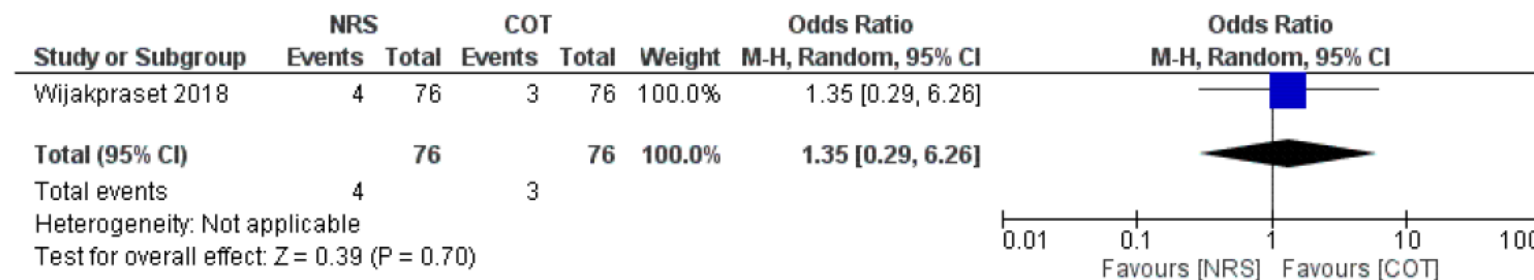 NRS COT Odds Ratio Odds Ratio
Study or Subgroup Events Total Events Total Weight M-H, Random, 95% CI M-H, Random, 95% CI
Wijakpraset 2018 4 76 3 76 100.0% 1.35 [0.29, 6.26]
Total (95% CI) 76 76 100.0% 1.35 [0.29, 6.26]
Total events 4 3
Heterogeneity: Not applicable
Test for overall effect: Z = 0.39 (P = 0.70)
0.01 0.1 1 10 100
Favours [NRS] Favours [COT]